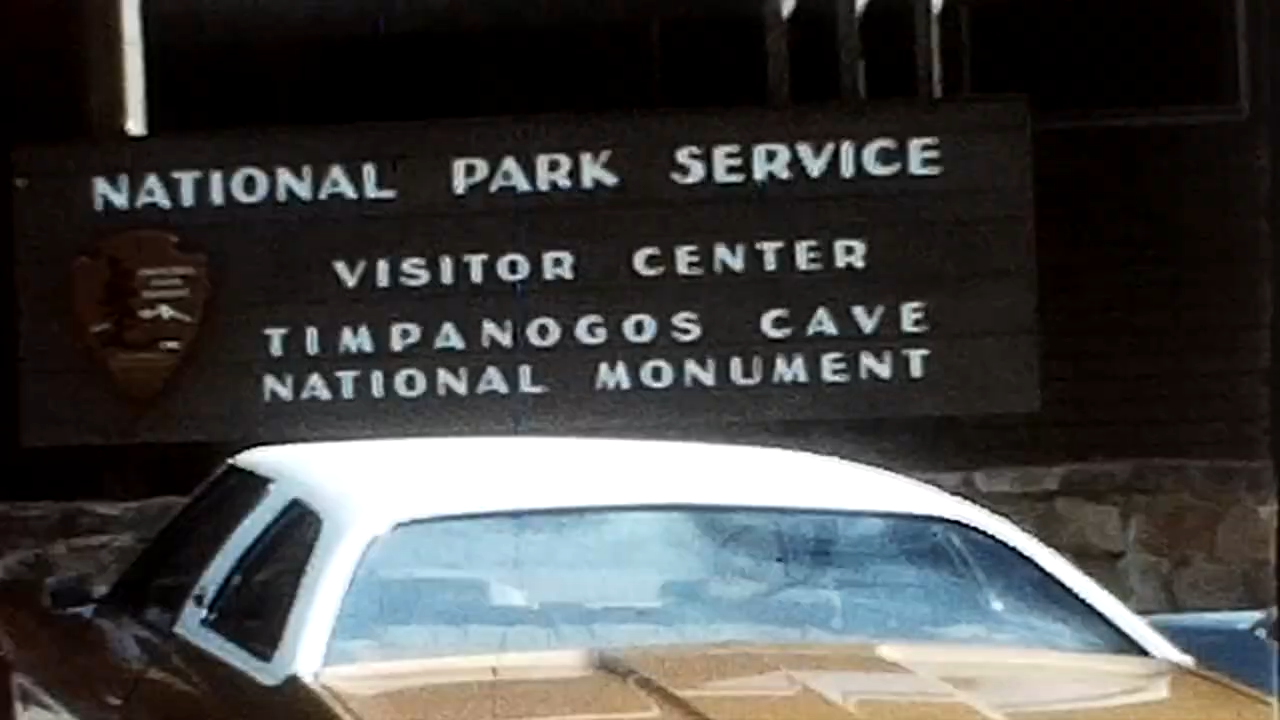 NATIONAL PARK SERVICE
VISITOR CENTER
TIMPANOGOS CAVE
NATIONAL MONUMENT